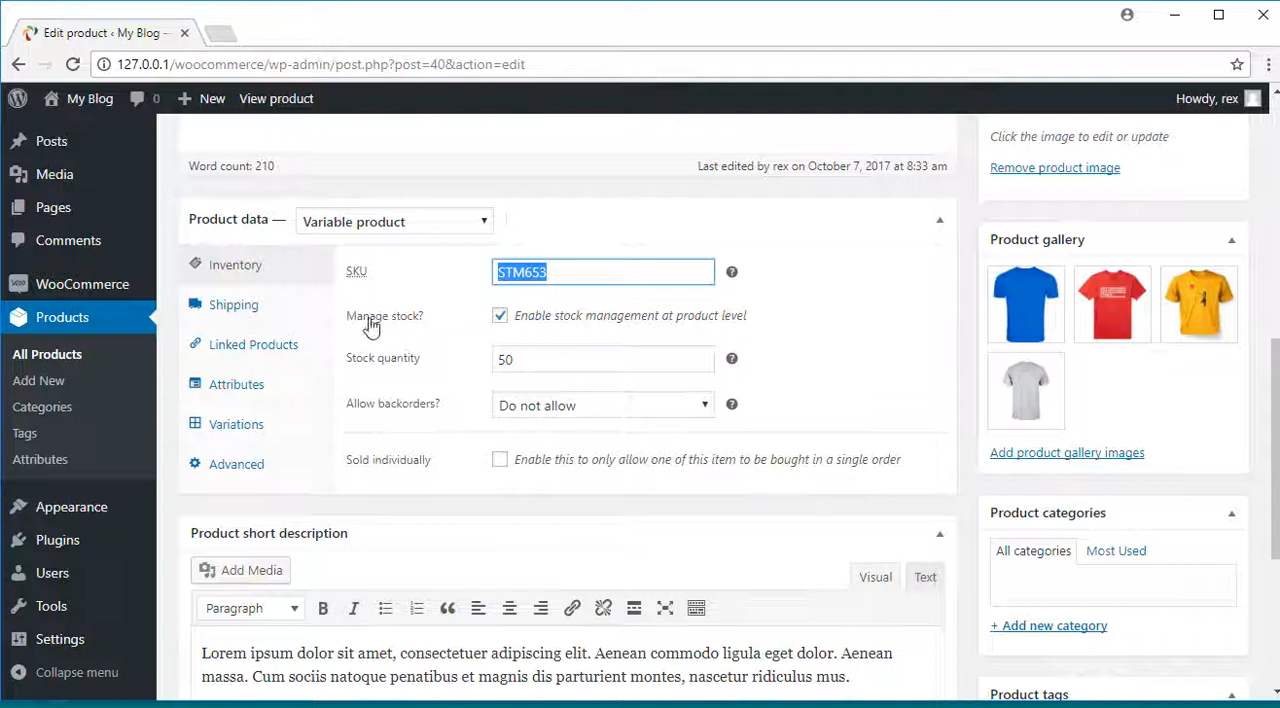 Edit product ‹ My Blog —
127.0.0.1/woocommerce/wp-admin/post.php?post=40&action=edit
My Blog 0 New View product Howdy, rex
Posts
Media
Pages
Comments
WooCommerce
Products
All Products
Add New
Categories
Tags
Attributes
Appearance
Plugins
Users
Tools
Settings
Collapse menu
Word count: 210 Last edited by rex on October 7, 2017 at 8:33 am
Product data — Variable product
Inventory
Shipping
Linked Products
Attributes
Variations
Advanced
SKU STM653 ?
Manage stock? Enable stock management at product level
Stock quantity 50 ?
Allow backorders? Do not allow ?
Sold individually Enable this to only allow one of this item to be bought in a single order
Product short description
Add Media Visual Text
Paragraph B I
Lorem ipsum dolor sit amet, consectetuer adipiscing elit. Aenean commodo ligula eget dolor. Aenean
massa. Cum sociis natoque penatibus et magnis dis parturient montes, nascetur ridiculus mus.
Click the image to edit or update
Remove product image
Product gallery
Add product gallery images
Product categories
All categories Most Used
+ Add new category
Product tags